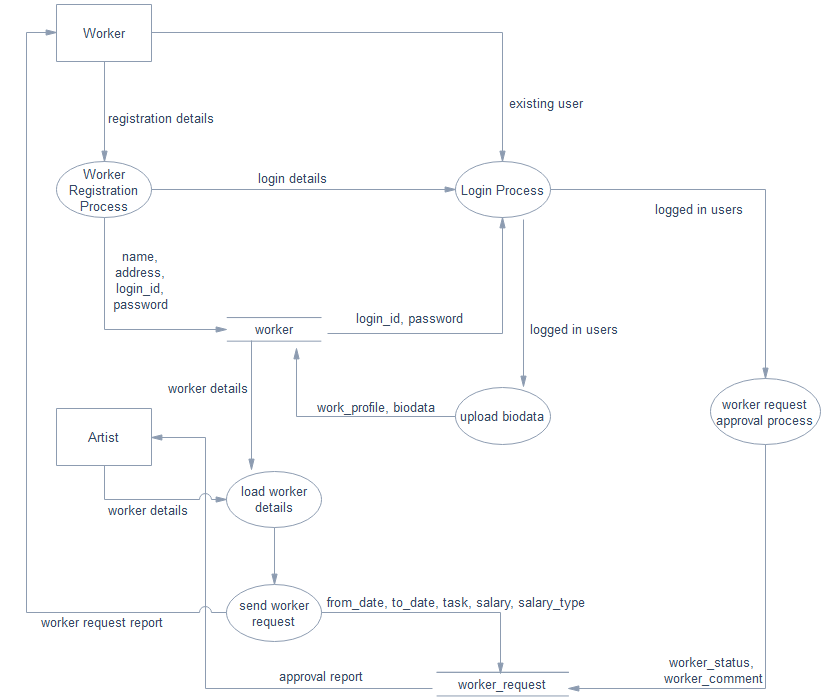 Worker
existing user
registration details
Worker
Registration
Process
login details
Login Process
logged in users
name,
address,
login_id,
password
worker
login_id, password
logged in users
worker details
work_profile, biodata
upload biodata
worker request
approval process
Artist
load worker
details
worker details
send worker
request
from_date, to_date, task, salary, salary_type
worker request report
approval report
worker_request
worker_status,
worker_comment